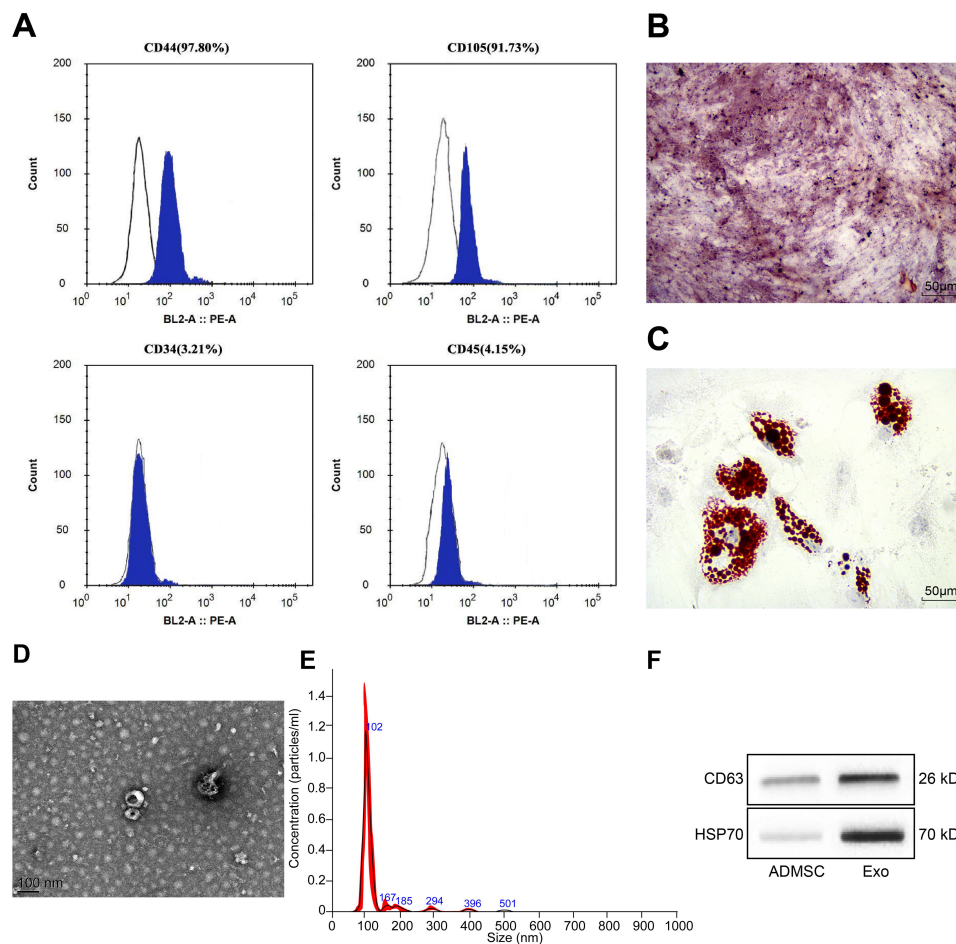 A
CD44(97.80%)
200
150
100
50
0
Count
10^0 10^1 10^2 10^3 10^4 10^5
BL2-A :: PE-A
CD105(91.73%)
200
150
100
50
0
Count
10^0 10^1 10^2 10^3 10^4 10^5
BL2-A :: PE-A
CD34(3.21%)
200
150
100
50
0
Count
10^0 10^1 10^2 10^3 10^4 10^5
BL2-A :: PE-A
CD45(4.15%)
200
150
100
50
0
Count
10^0 10^1 10^2 10^3 10^4 10^5
BL2-A :: PE-A
B
50μm
C
50μm
D
100 nm
E
Concentration (particles/ml)
1.4
1.2
1.0
0.8
0.6
0.4
0.2
0
102
167
185
294
396
501
0 100 200 300 400 500 600 700 800 900 1000
Size (nm)
F
CD63 26 kD
HSP70 70 kD
ADMSC Exo